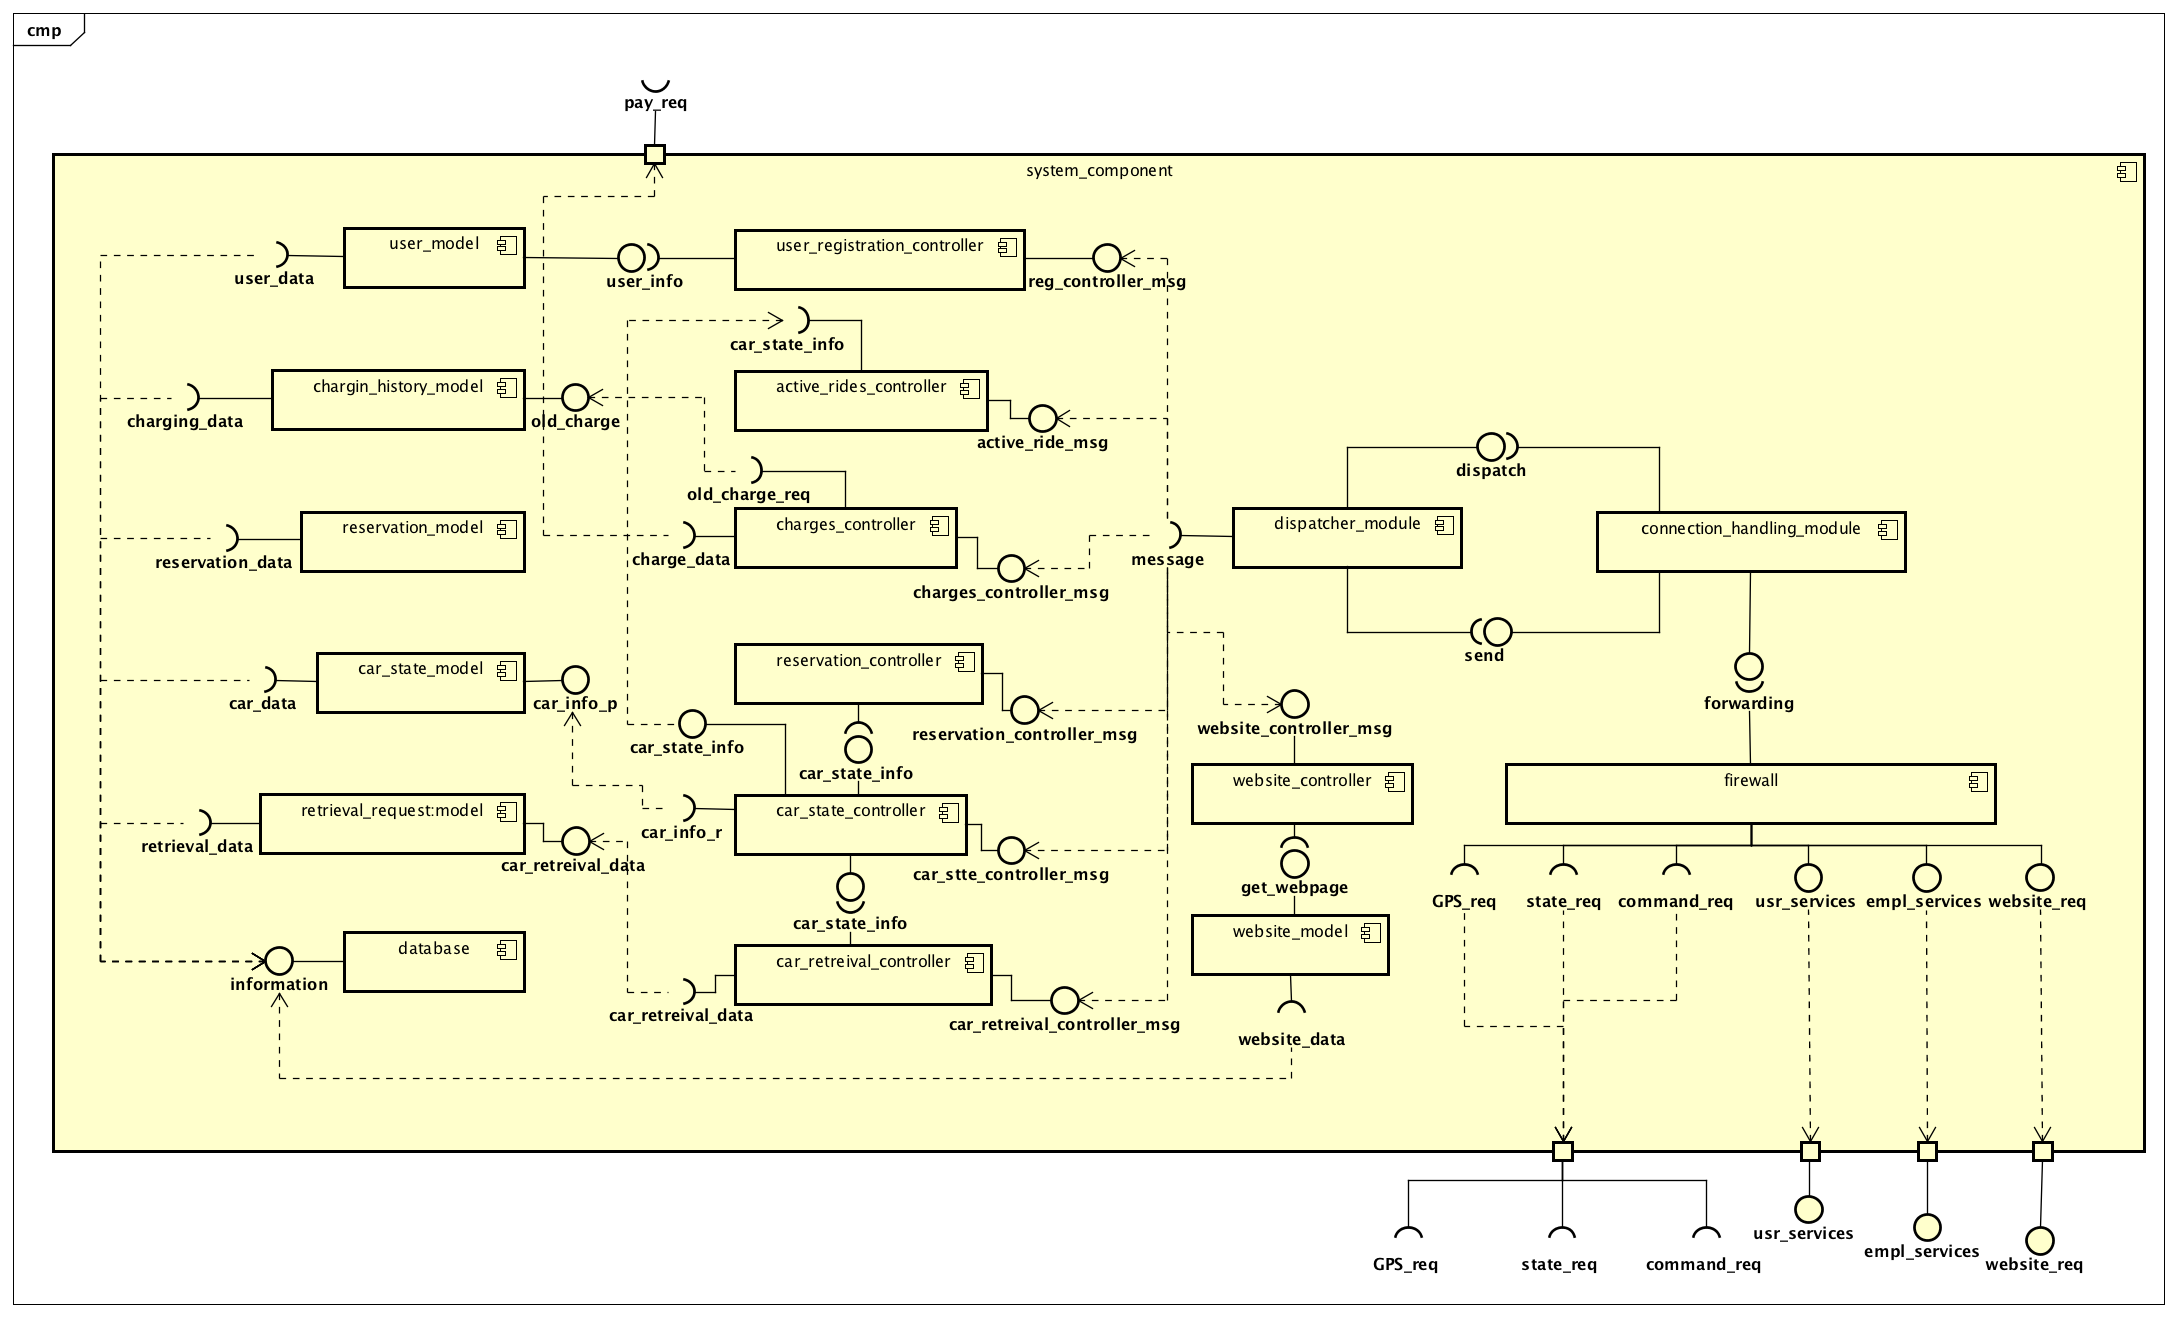 cmp
pay_req
system_component
user_model
user_registration_controller
user_data
user_info
reg_controller_msg
car_state_info
chargin_history_model
active_rides_controller
charging_data
old_charge
active_ride_msg
dispatch
old_charge_req
reservation_model
charges_controller
dispatcher_module
connection_handling_module
reservation_data
charge_data
message
charges_controller_msg
send
car_state_model
reservation_controller
car_data
car_info_p
forwarding
website_controller_msg
reservation_controller_msg
car_state_info
car_state_info
website_controller
firewall
retrieval_request:model
car_state_controller
car_info_r
retrieval_data
car_retreival_data
car_stte_controller_msg
get_webpage
GPS_req
state_req
command_req
usr_services
empl_services
website_req
car_state_info
website_model
database
car_retreival_controller
information
car_retreival_data
car_retreival_controller_msg
website_data
usr_services
empl_services
GPS_req
state_req
command_req
website_req